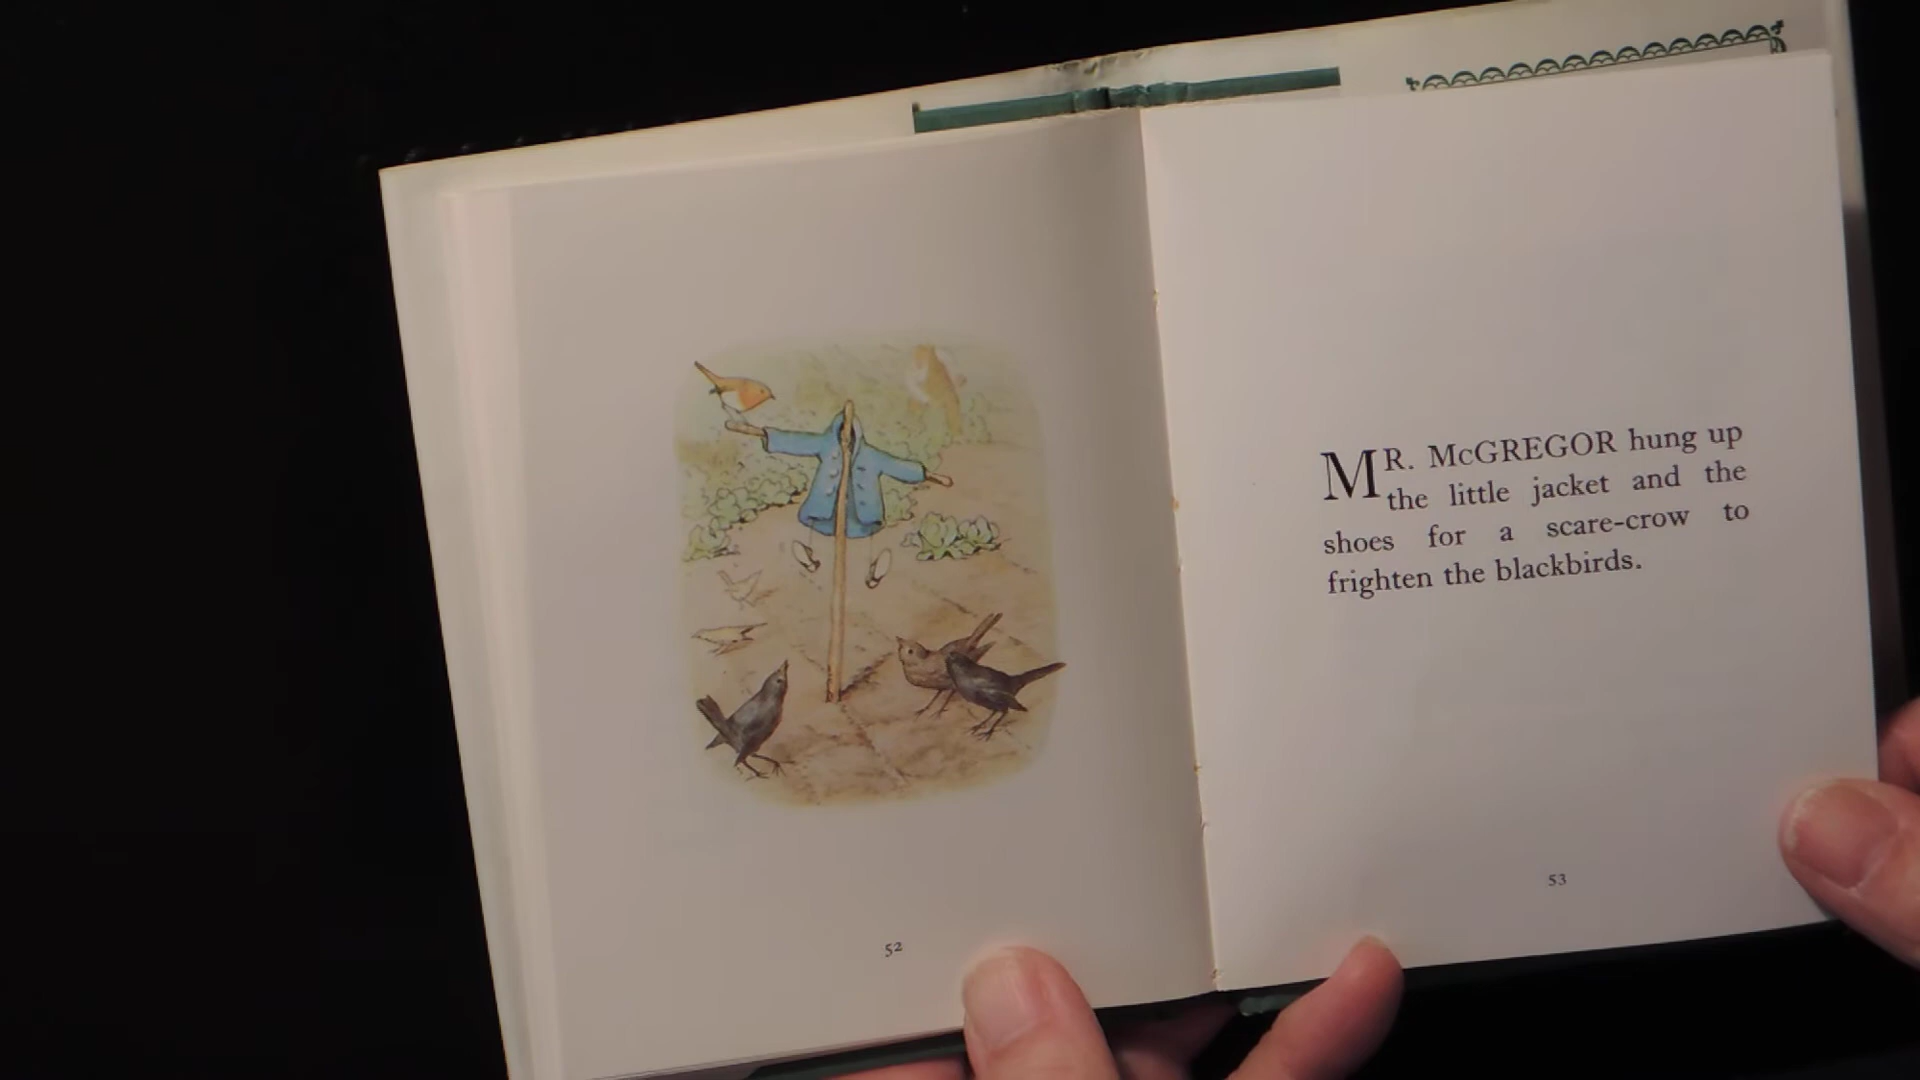 MR. McGREGOR hung up
the little jacket and the
shoes for a scare-crow to
frighten the blackbirds.
52
53